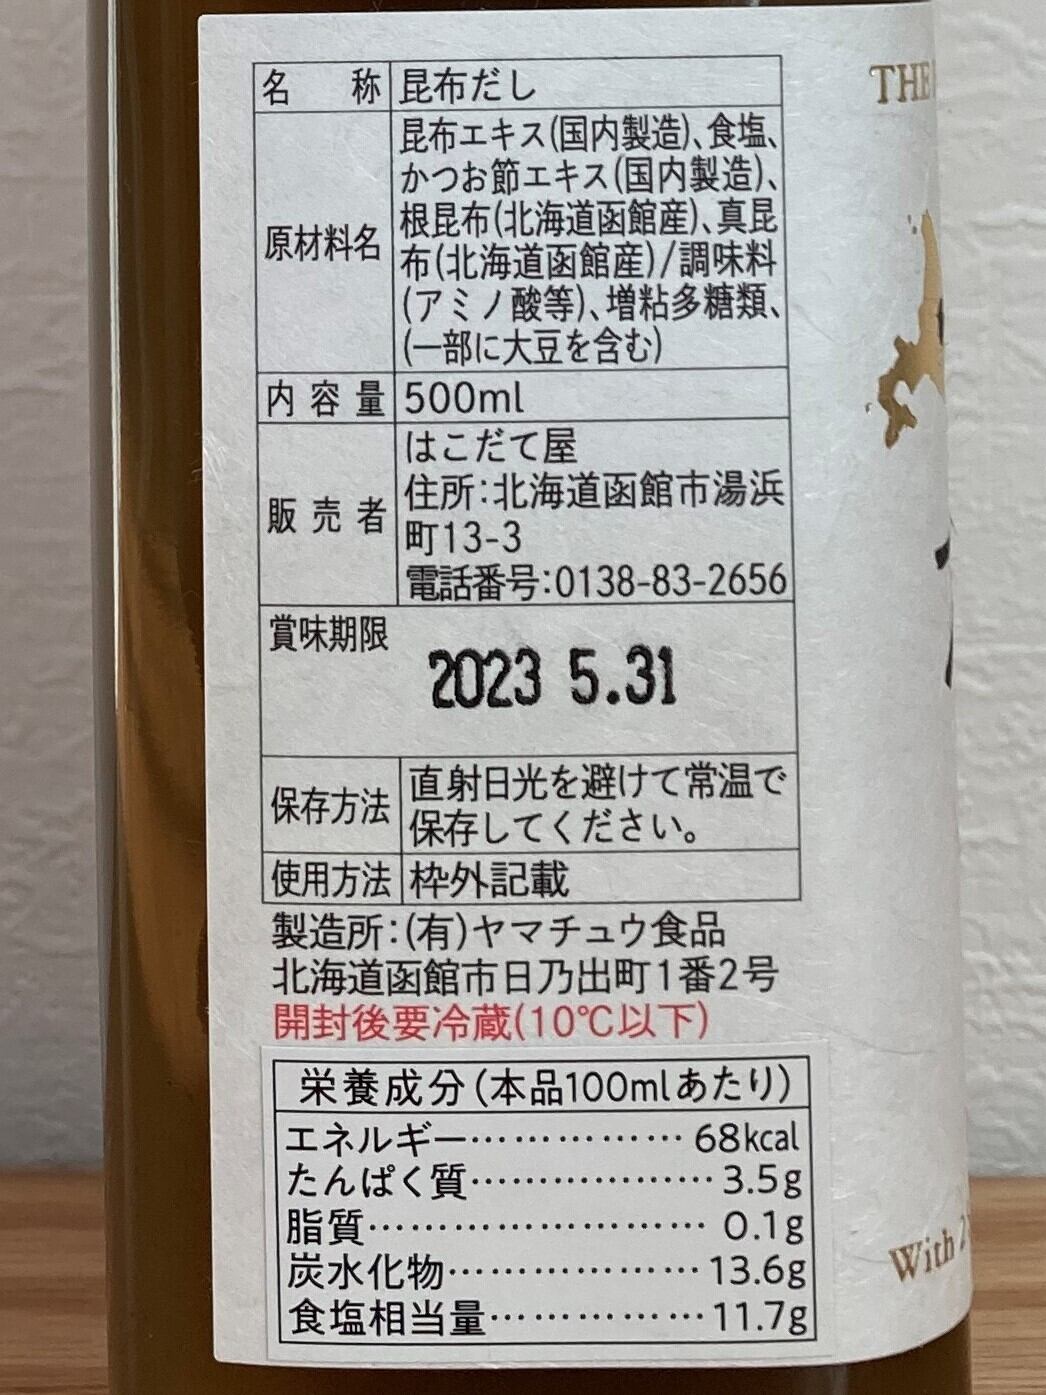 名称 昆布だし
原材料名 昆布エキス(国内製造)、食塩、
かつお節エキス(国内製造)、
根昆布(北海道函館産)、真昆
布(北海道函館産)/調味料
(アミノ酸等)、増粘多糖類、
(一部に大豆を含む)
内容量 500ml
販売者 はこだて屋
住所:北海道函館市湯浜
町13-3
電話番号:0138-83-2656
賞味期限
2023 5.31
保存方法 直射日光を避けて常温で
保存してください。
使用方法 枠外記載
製造所:(有)ヤマチュウ食品
北海道函館市日乃出町1番2号
開封後要冷蔵(10℃以下)
栄養成分(本品100mlあたり)
エネルギー…………… 68kcal
たんぱく質……………… 3.5g
脂質…………………… 0.1g
炭水化物……………… 13.6g
食塩相当量…………… 11.7g
THE
With